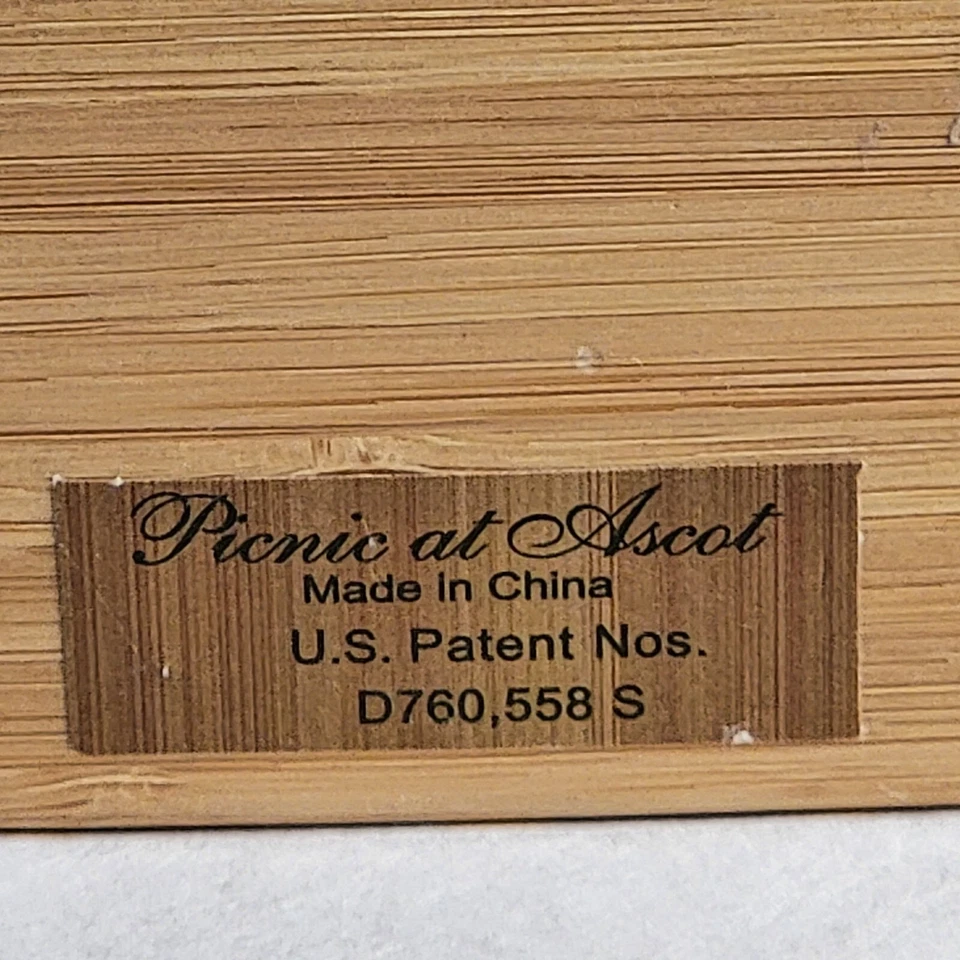 Picnic at Ascot
Made in China
U.S. Patent Nos.
D760,558 S